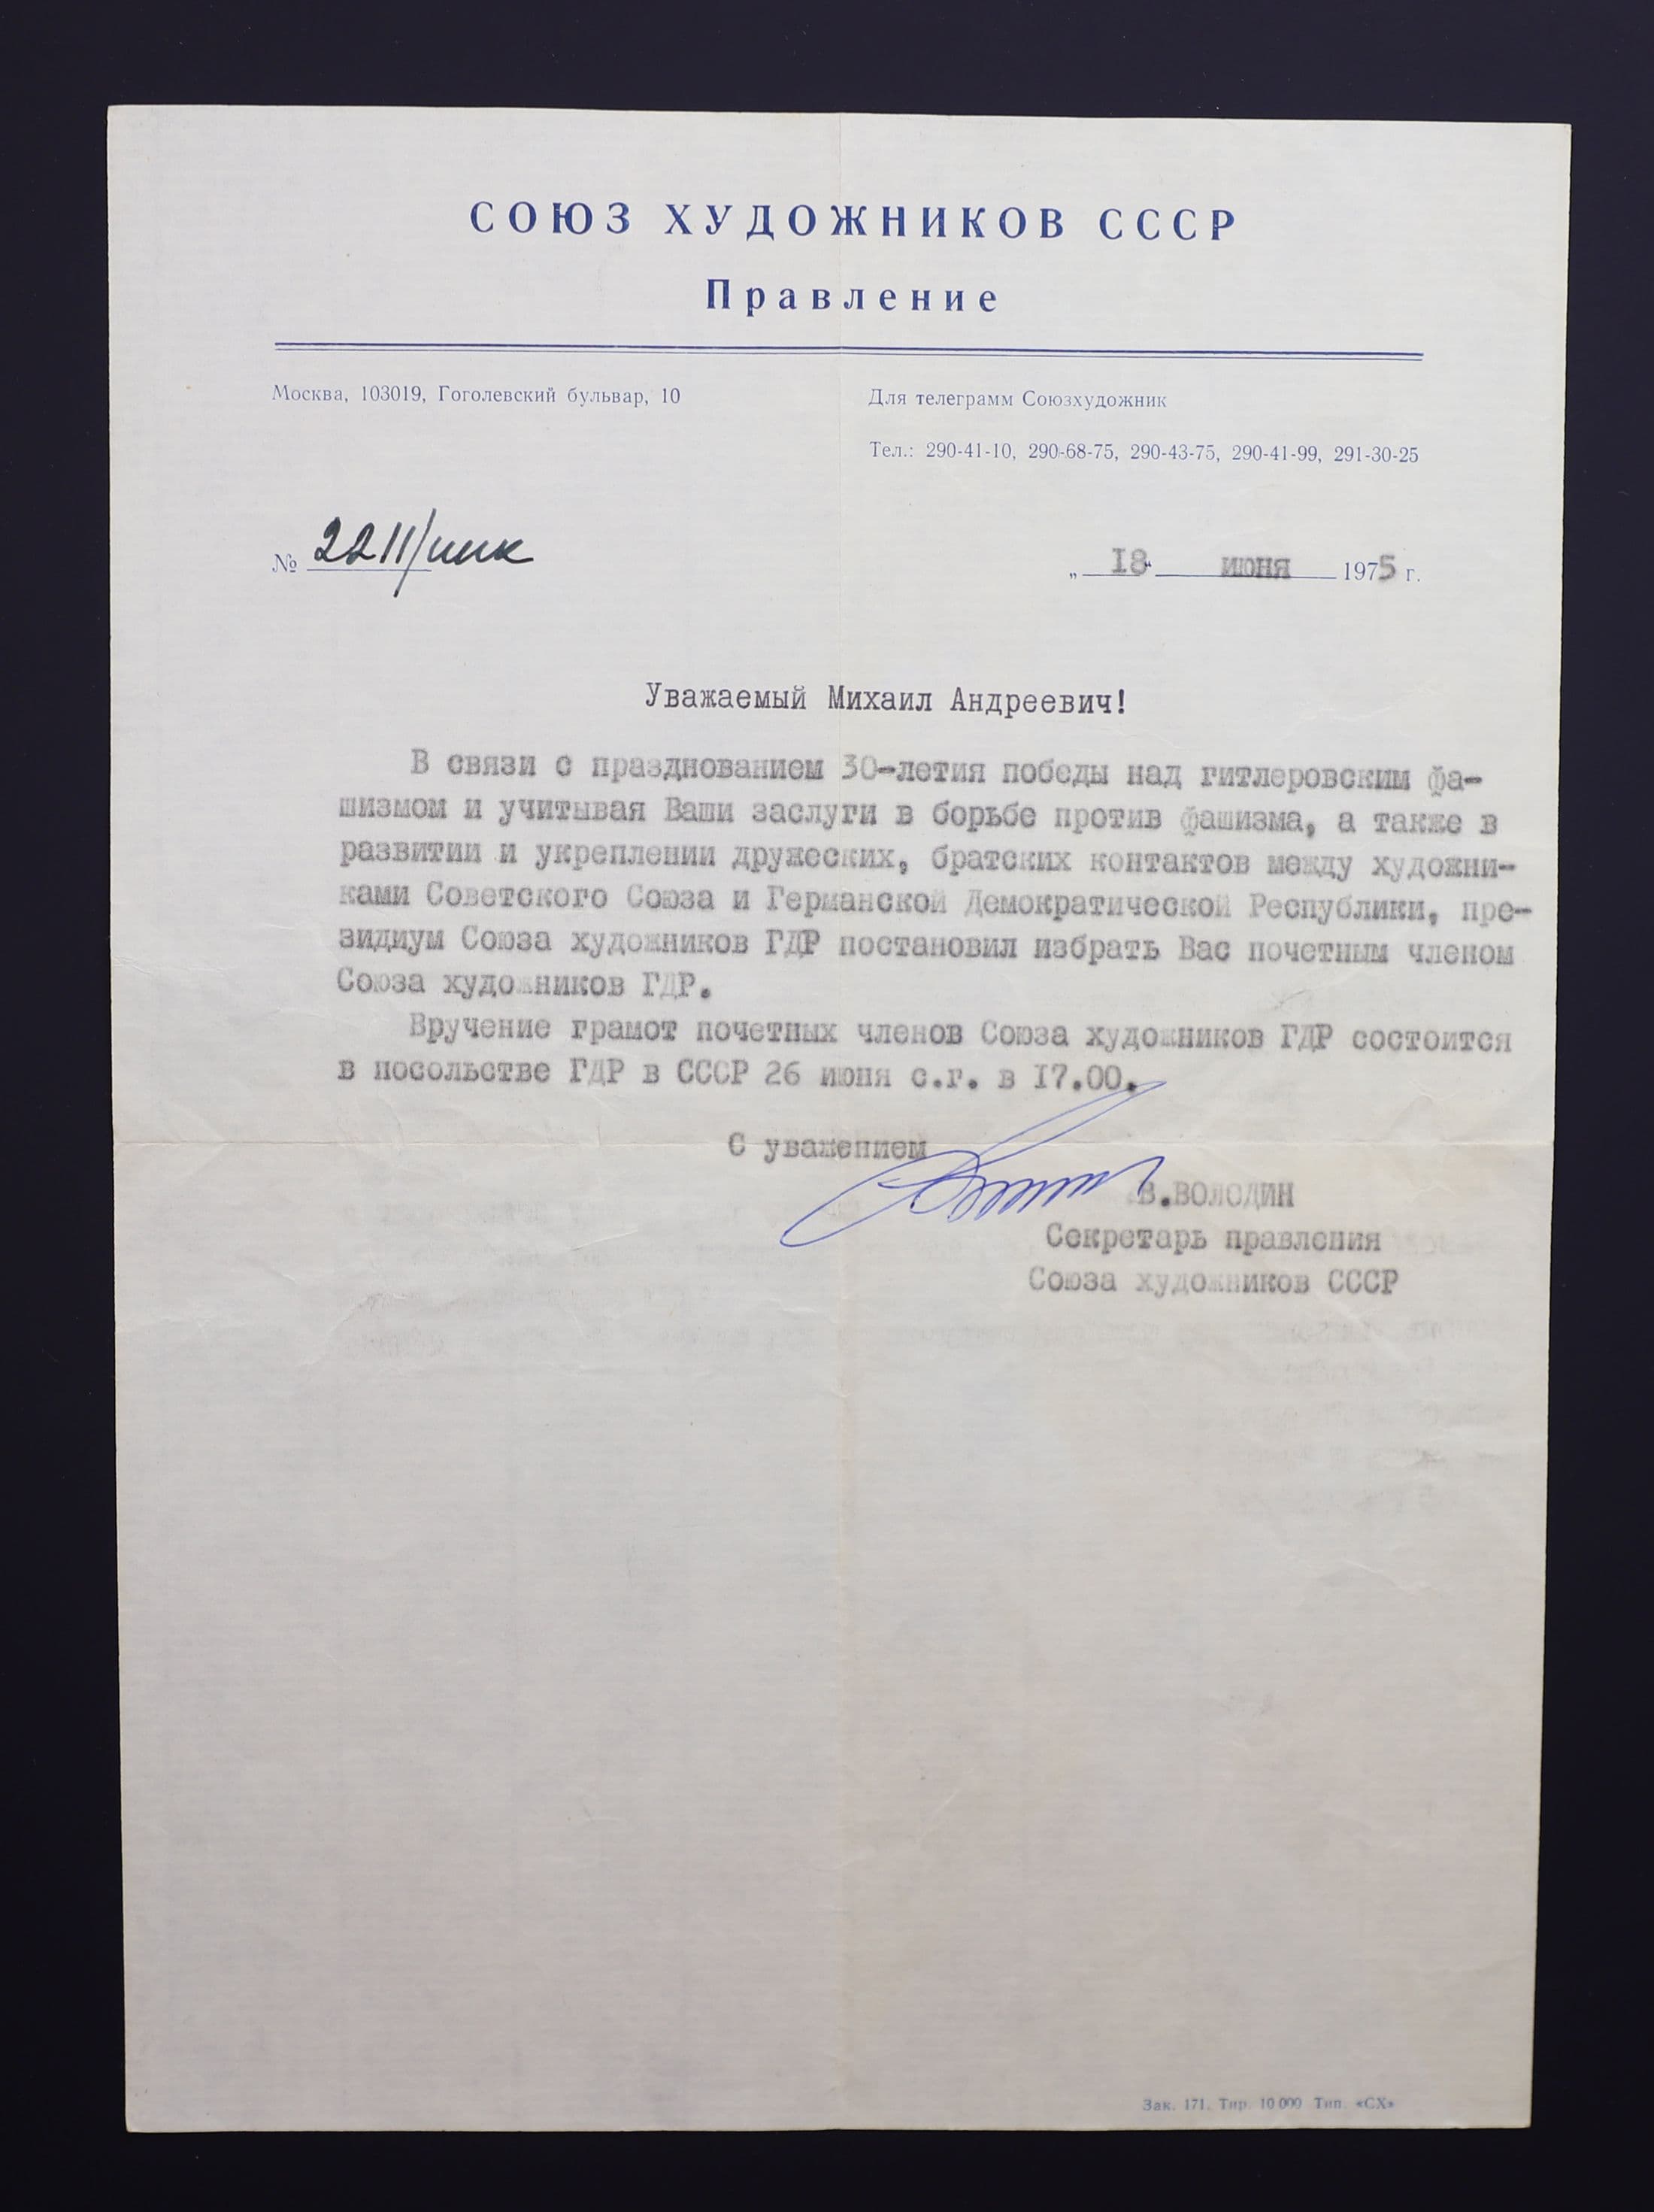 СОЮЗ ХУДОЖНИКОВ СССР
Правление
Москва, 103019, Гоголевский бульвар, 10
Для телеграмм Союзхудожник
Тел.: 290-41-10, 290-68-75, 290-43-75, 290-41-99, 291-30-25
№ 2211/
„ I8 “ июня 1975 г.
Уважаемый Михаил Андреевич!
В связи с празднованием 30-летия победы над гитлеровским фа-
шизмом и учитывая Ваши заслуги в борьбе против фашизма, а также в
развитии и укреплении дружеских, братских контактов между художни-
ками Советского Союза и Германской Демократической Республики, пре-
зидиум Союза художников ГДР постановил избрать Вас почетным членом
Союза художников ГДР.
Вручение грамот почетных членов Союза художников ГДР состоится
в посольстве ГДР в СССР 26 июня с.г. в I7.00.
С уважением
В.ВОЛОДИН
Секретарь правления
Союза художников СССР
Зак. 171. Тир. 10 000 Тип. «СХ»